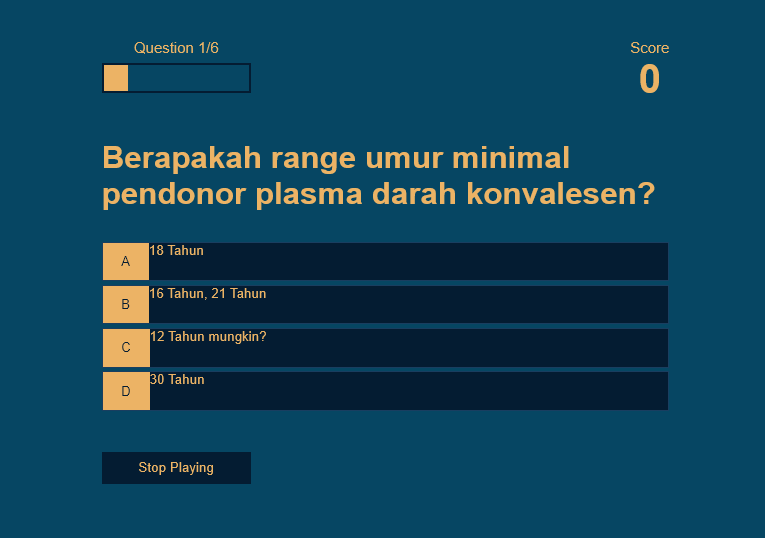 Question 1/6
Score
0
Berapakah range umur minimal
pendonor plasma darah konvalesen?
A
18 Tahun
B
16 Tahun, 21 Tahun
C
12 Tahun mungkin?
D
30 Tahun
Stop Playing